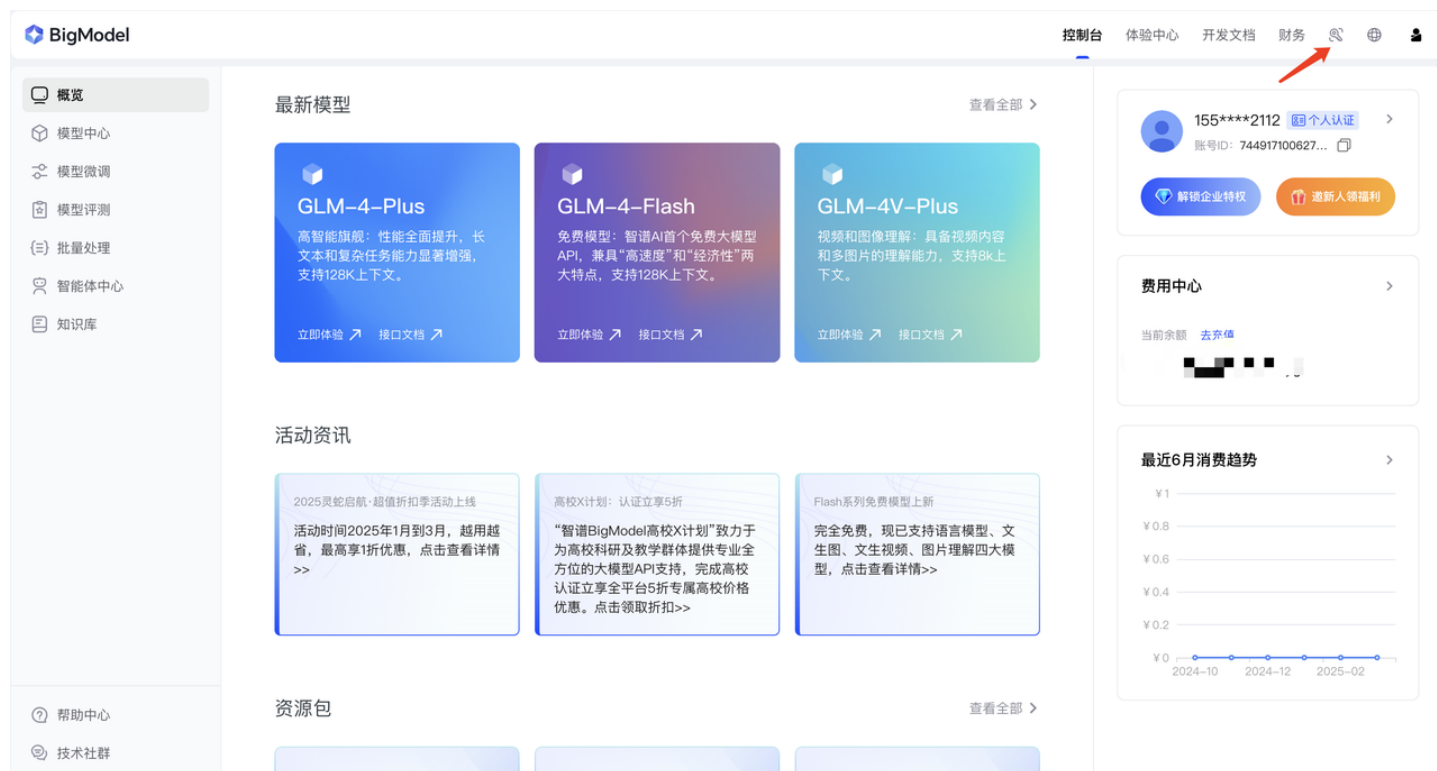 BigModel
控制台 体验中心 开发文档 财务
概览
模型中心
模型微调
模型评测
批量处理
智能体中心
知识库
帮助中心
技术社群
最新模型
查看全部
GLM-4-Plus
高智能旗舰：性能全面提升，长
文本和复杂任务能力显著增强，
支持128K上下文。
立即体验 接口文档
GLM-4-Flash
免费模型：智谱AI首个免费大模型
API，兼具“高速度”和“经济性”两
大特点，支持128K上下文。
立即体验 接口文档
GLM-4V-Plus
视频和图像理解：具备视频内容
和多图片的理解能力，支持8k上
下文。
立即体验 接口文档
活动资讯
2025灵蛇启航·超值折扣季活动上线
活动时间2025年1月到3月，越用越
省，最高享1折优惠，点击查看详情
>>
高校X计划：认证立享5折
“智谱BigModel高校X计划”致力于
为高校科研及教学群体提供专业全
方位的大模型API支持，完成高校
认证立享全平台5折专属高校价格
优惠。点击领取折扣>>
Flash系列免费模型上新
完全免费，现已支持语言模型、文
生图、文生视频、图片理解四大模
型，点击查看详情>>
资源包
查看全部
155****2112 个人认证
账号ID: 744917100627...
解锁企业特权
邀新人领福利
费用中心
当前余额 去充值
最近6月消费趋势
¥1
¥0.8
¥0.6
¥0.4
¥0.2
¥0
2024-10 2024-12 2025-02